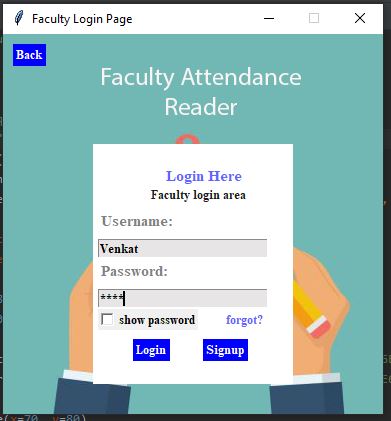 Faculty Login Page
Back
Faculty Attendance
Reader
Login Here
Faculty login area
Username:
Venkat
Password:
****
show password
forgot?
Login
Signup